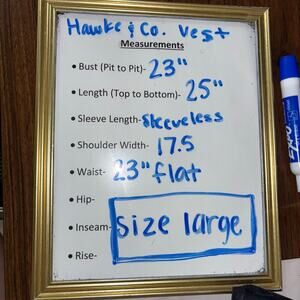 Hawke & Co. Vest
Measurements
• Bust (Pit to Pit)- 23"
• Length (Top to Bottom)- 25"
• Sleeve Length- Sleeveless
• Shoulder Width- 17.5
• Waist- 23" flat
• Hip-
• Inseam-
size large
• Rise-
EXPO